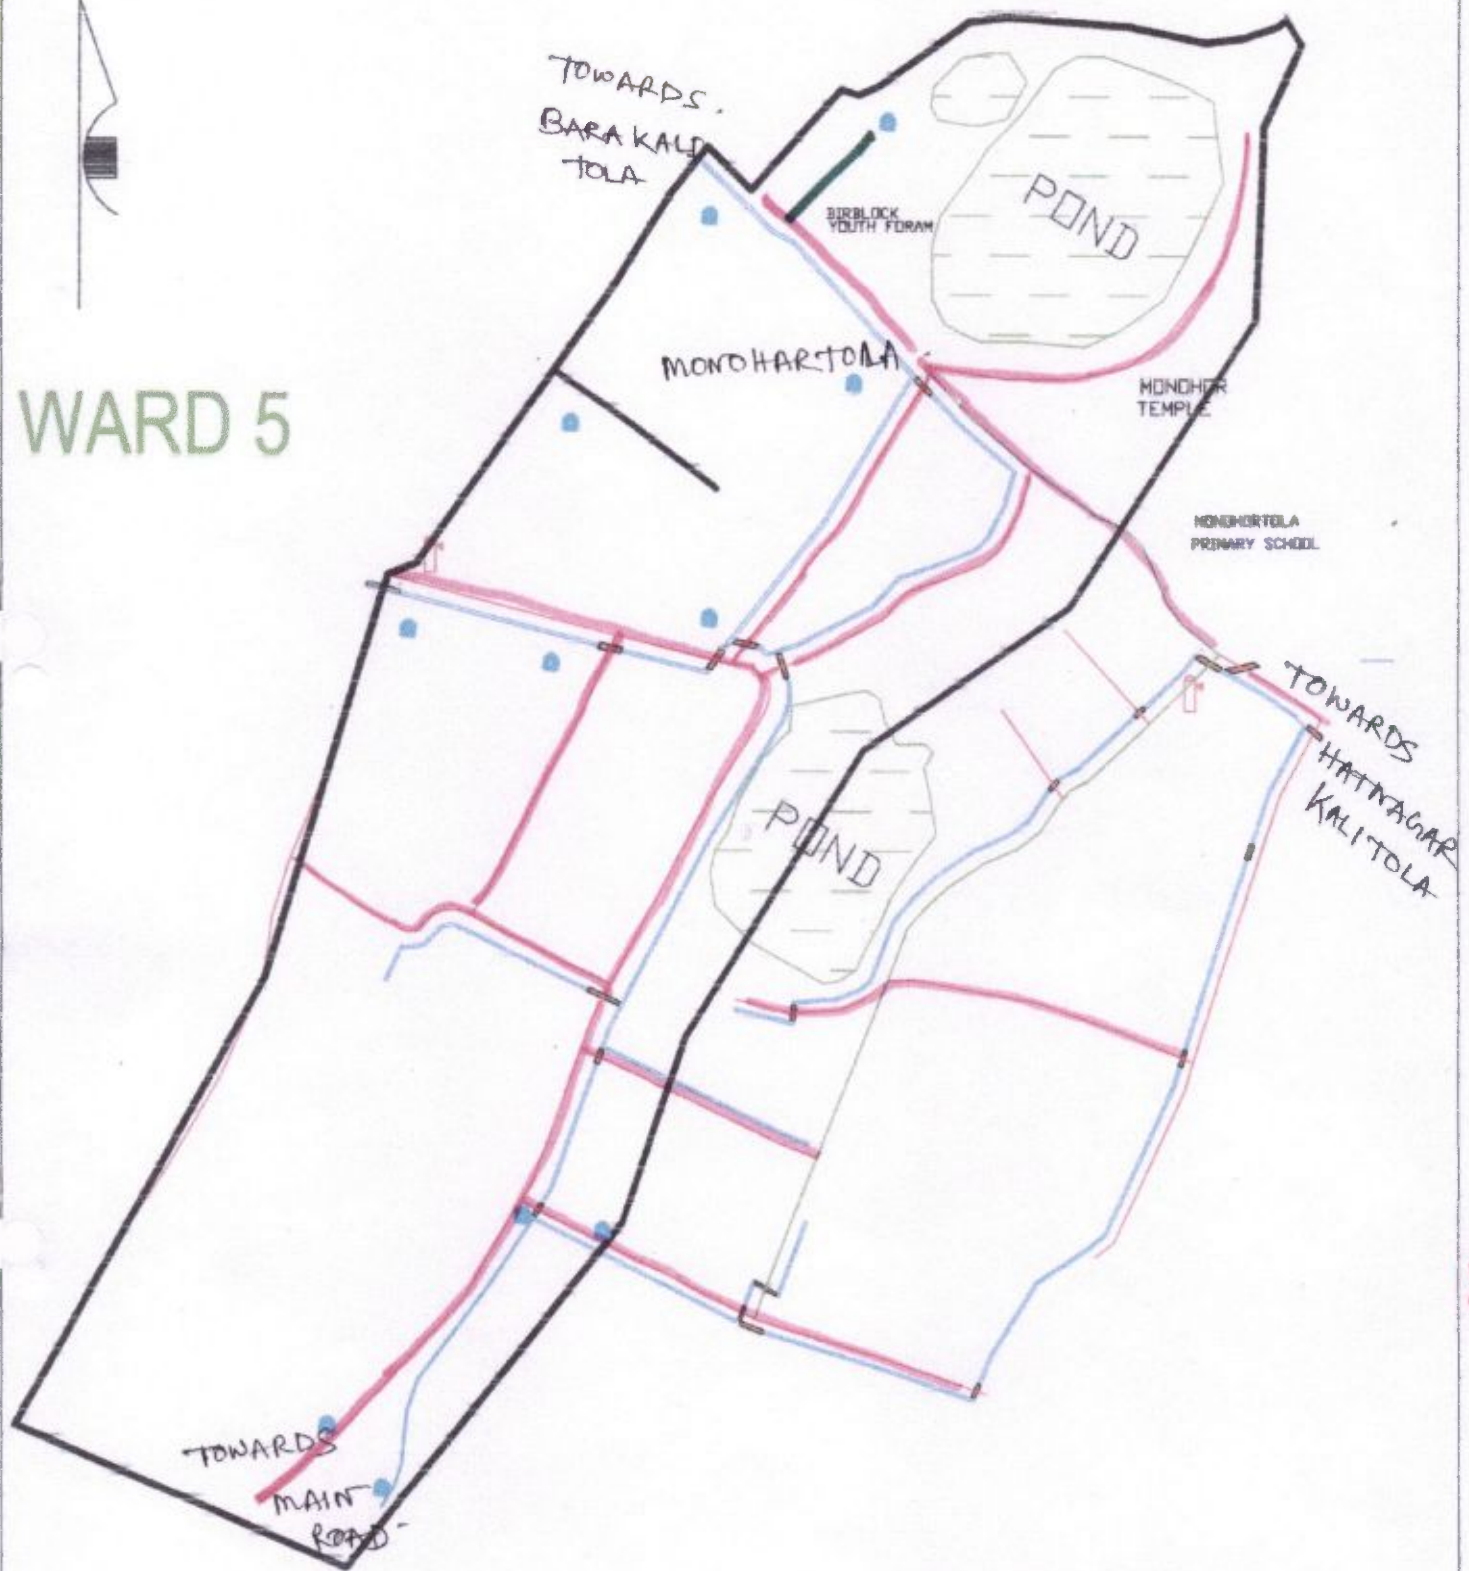 TOWARDS.
BARA KALI
TOLA
BIRBLOCK
YOUTH FORAM
POND
MONOHARTOLA
MONOHOR
TEMPLE
WARD 5
MONOHORTOLA
PRIMARY SCHOOL
TOWARDS
HATNAGAR
KALITOLA
POND
TOWARDS
MAIN
ROAD